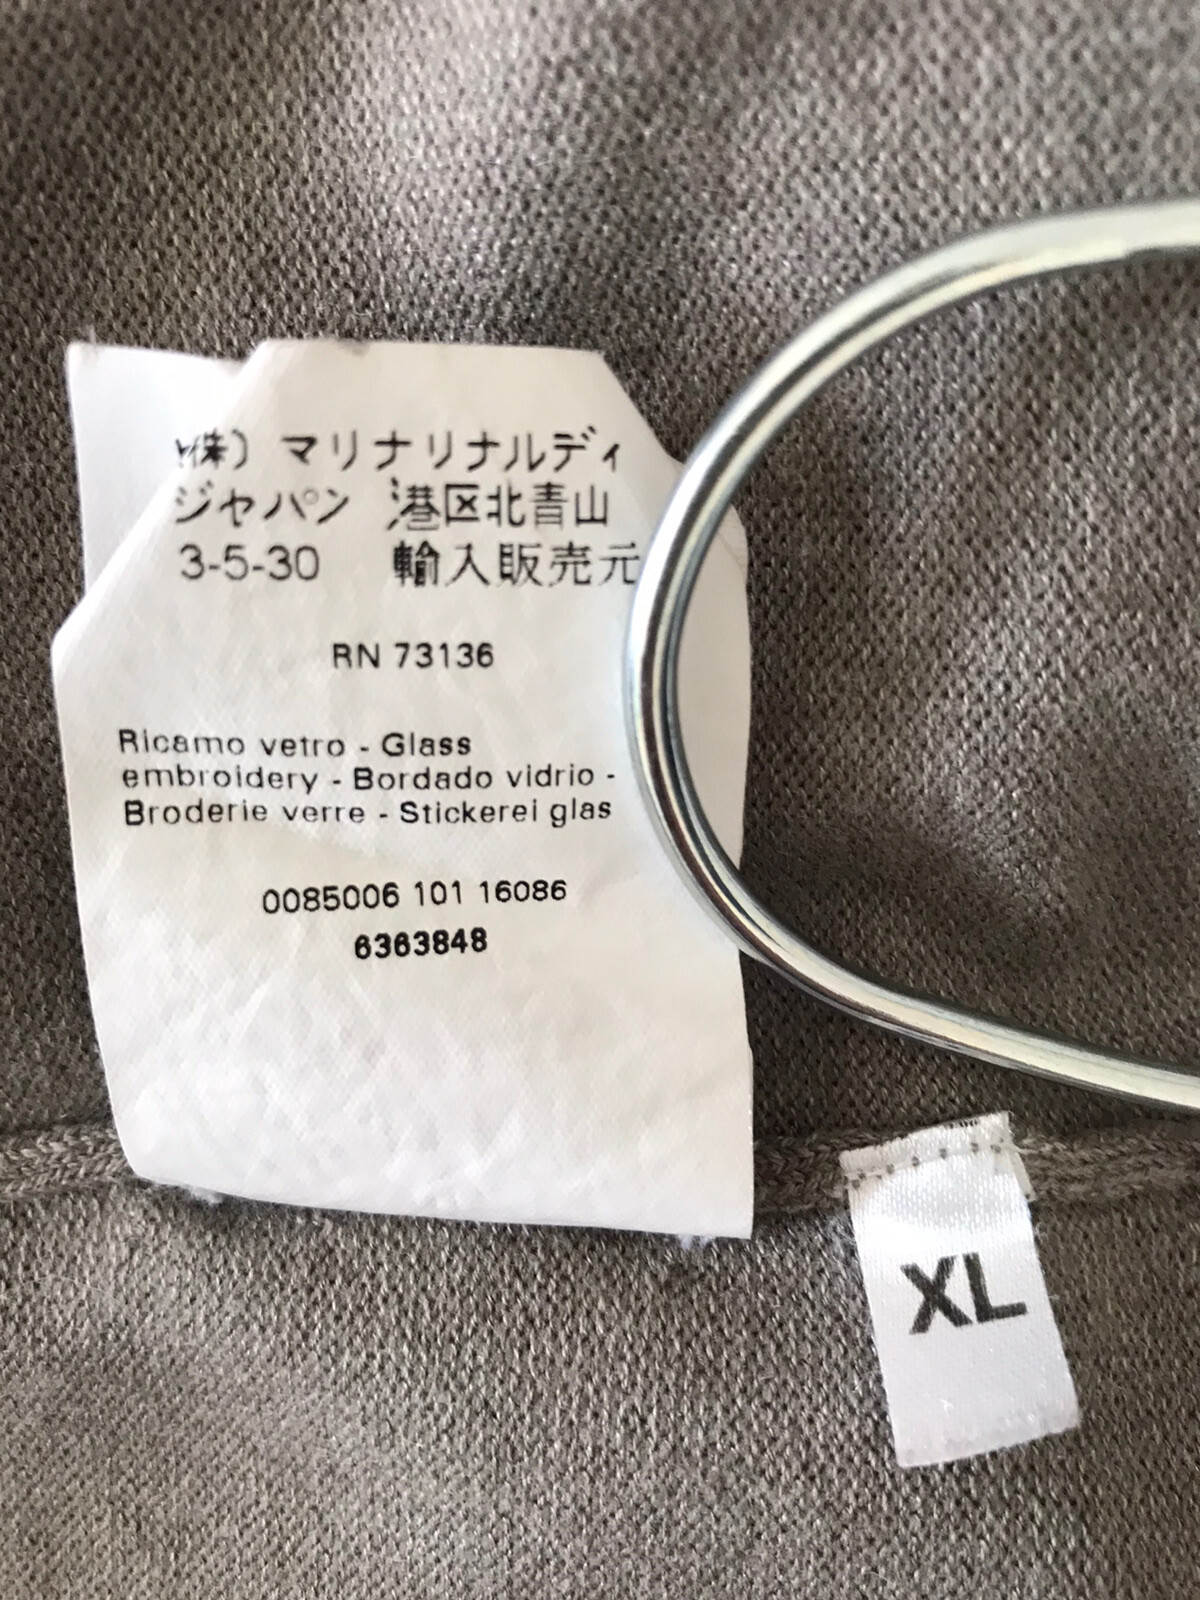 (株) マリナリナルディ
ジャパン 港区北青山
3-5-30 輸入販売元
RN 73136
Ricamo vetro - Glass
embroidery - Bordado vidrio -
Broderie verre - Stickerei glas
0085006 101 16086
6363848
XL